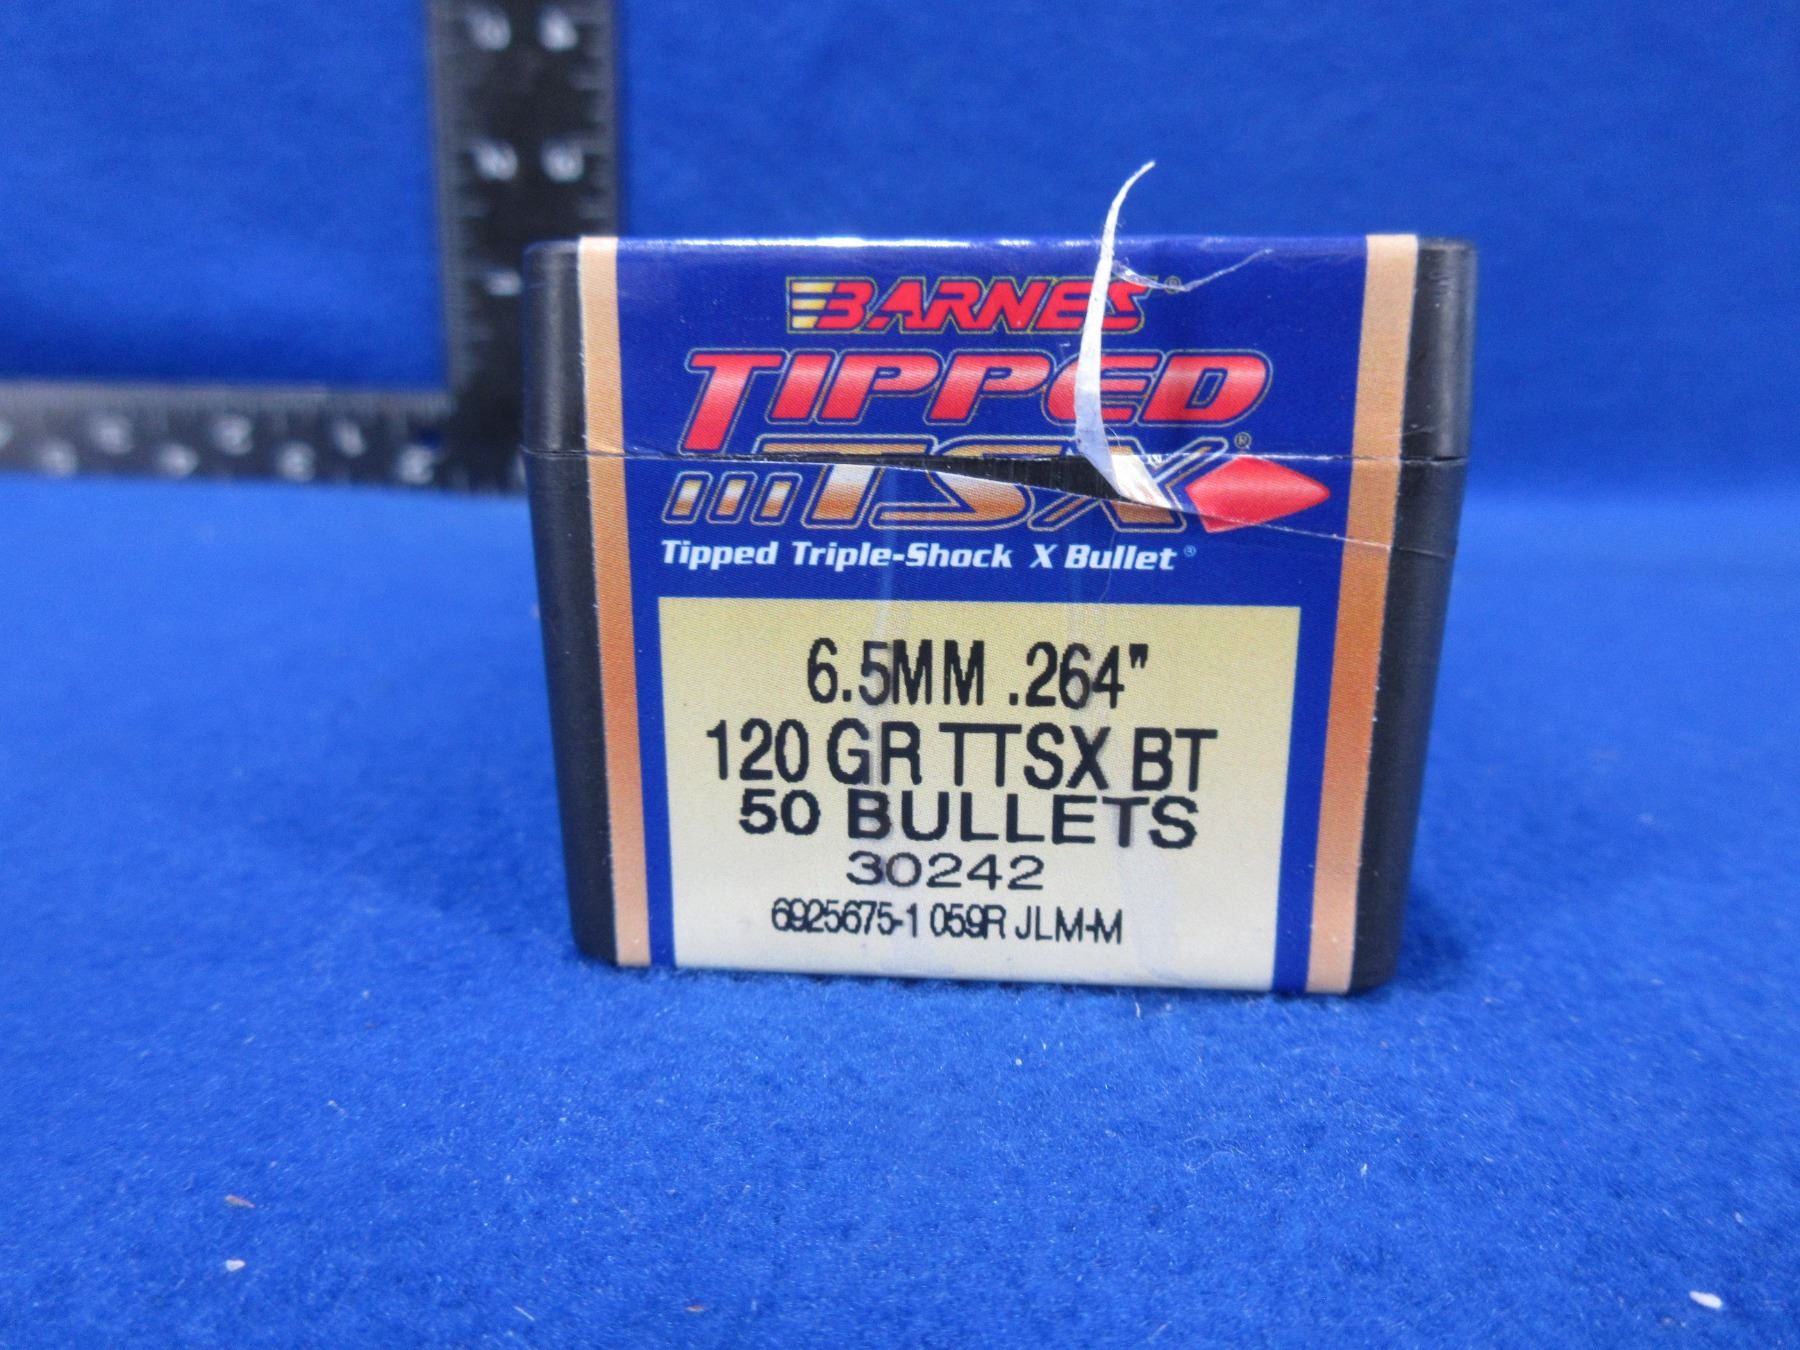 BARNES®
TIPPED
TSX®
Tipped Triple-Shock X Bullet®
6.5MM .264"
120 GR TTSX BT
50 BULLETS
30242
6925675-1 059R JLM-M